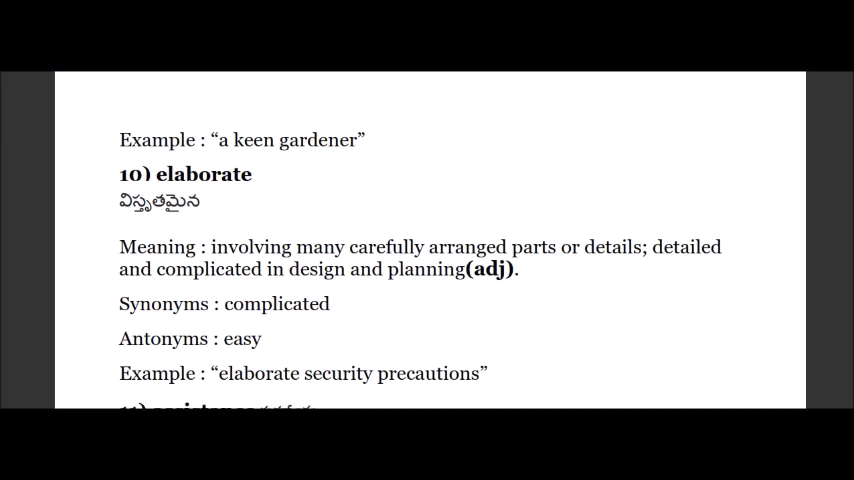 Example : “a keen gardener”
10) elaborate
విస్తృతమైన
Meaning : involving many carefully arranged parts or details; detailed
and complicated in design and planning(adj).
Synonyms : complicated
Antonyms : easy
Example : “elaborate security precautions”